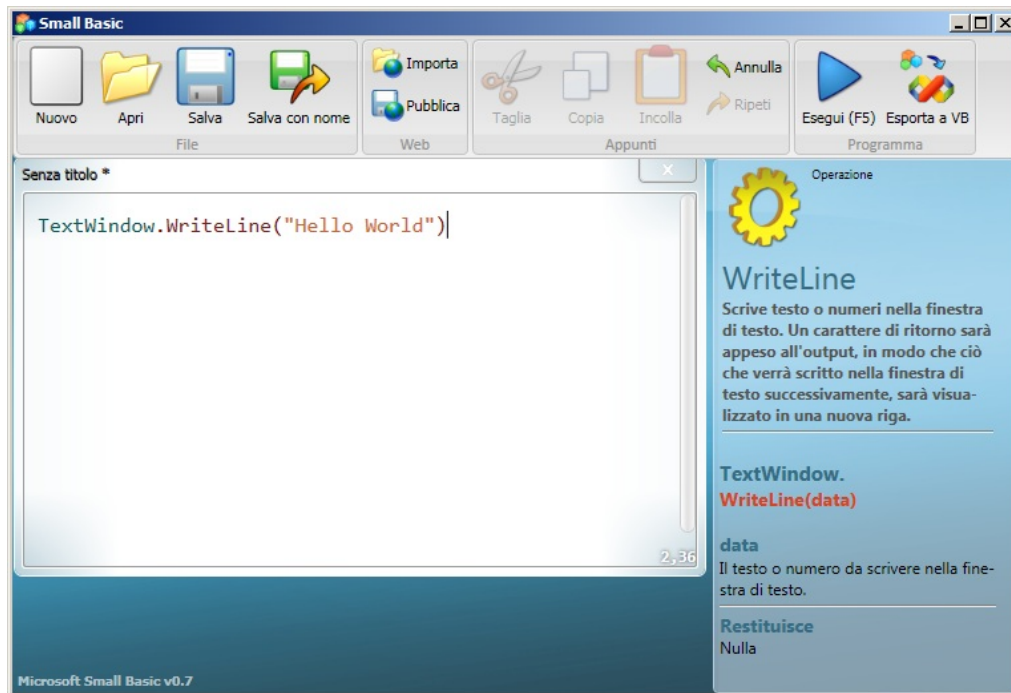 Small Basic
Nuovo
Apri
Salva
Salva con nome
File
Importa
Pubblica
Web
Taglia
Copia
Incolla
Annulla
Ripeti
Appunti
Esegui (F5)
Esporta a VB
Programma
Senza titolo *
TextWindow.WriteLine("Hello World")
2,36
Microsoft Small Basic v0.7
Operazione
WriteLine
Scrive testo o numeri nella finestra
di testo. Un carattere di ritorno sarà
appeso all'output, in modo che ciò
che verrà scritto nella finestra di
testo successivamente, sarà visua-
lizzato in una nuova riga.
TextWindow.
WriteLine(data)
data
Il testo o numero da scrivere nella fine-
stra di testo.
Restituisce
Nulla